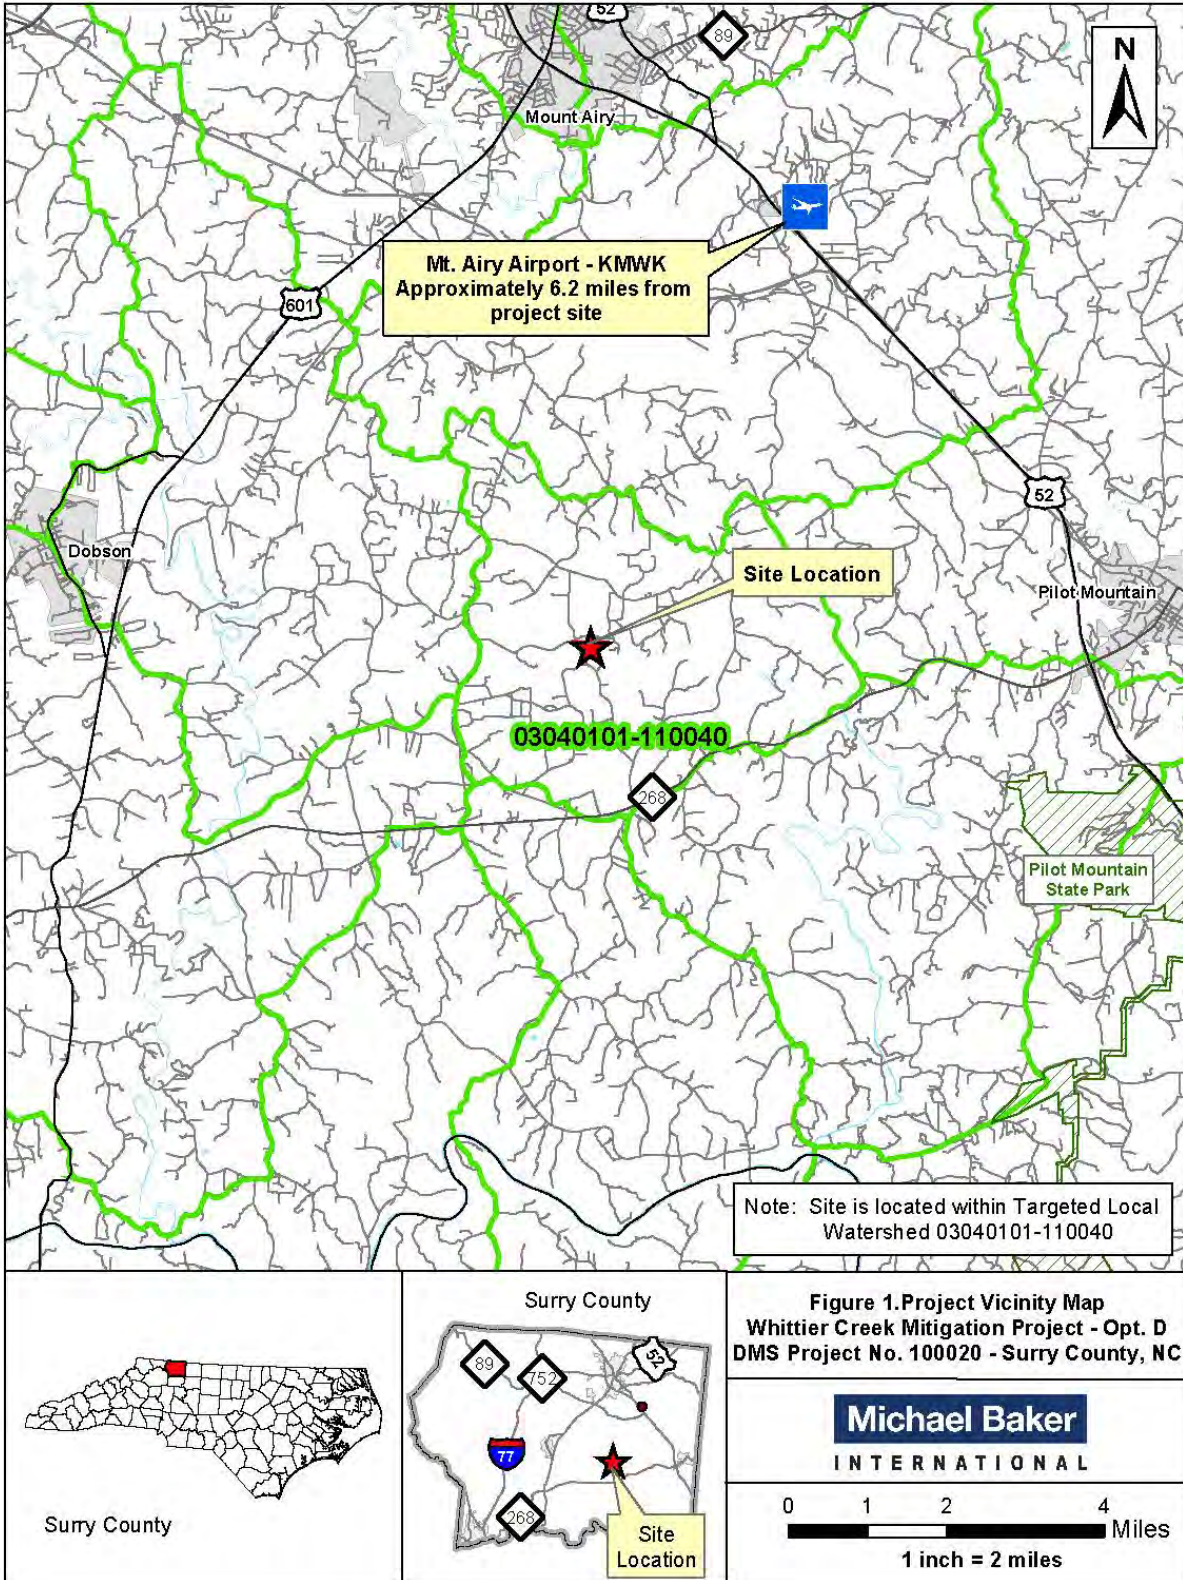 52
89
N
Mount Airy
Mt. Airy Airport - KMWK
Approximately 6.2 miles from
project site
601
52
Dobson
Site Location
Pilot Mountain
03040101-110040
268
Pilot Mountain
State Park
Note: Site is located within Targeted Local
Watershed 03040101-110040
Surry County
Surry County
89
752
52
77
268
Site
Location
Figure 1.Project Vicinity Map
Whittier Creek Mitigation Project - Opt. D
DMS Project No. 100020 - Surry County, NC
Michael Baker
INTERNATIONAL
0 1 2 4
Miles
1 inch = 2 miles